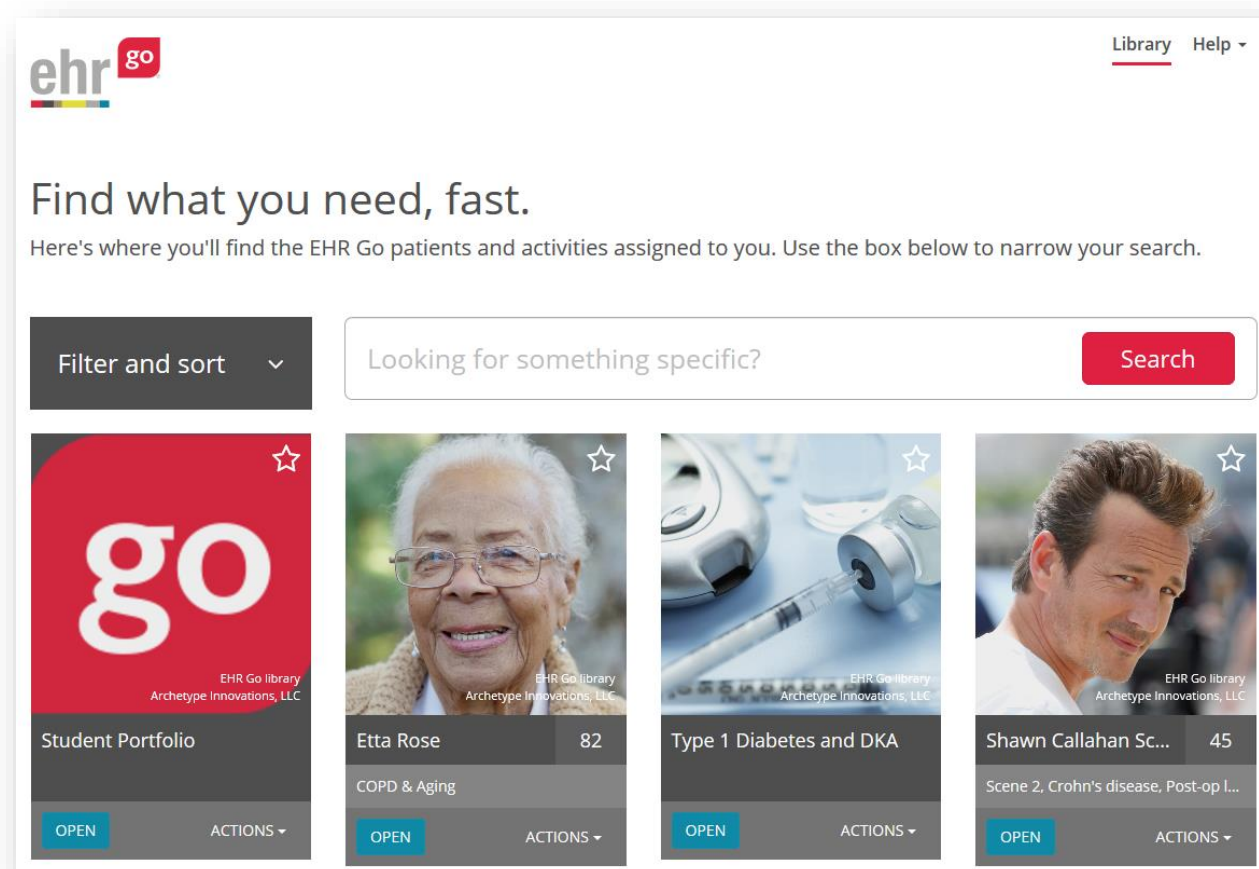 ehr go
Library Help
Find what you need, fast.
Here's where you'll find the EHR Go patients and activities assigned to you. Use the box below to narrow your search.
Filter and sort
Looking for something specific?
Search
go
EHR Go library
Archetype Innovations, LLC
Student Portfolio
OPEN ACTIONS
EHR Go library
Archetype Innovations, LLC
Etta Rose 82
COPD & Aging
OPEN ACTIONS
EHR Go library
Archetype Innovations, LLC
Type 1 Diabetes and DKA
OPEN ACTIONS
EHR Go library
Archetype Innovations, LLC
Shawn Callahan Sc... 45
Scene 2, Crohn's disease, Post-op l...
OPEN ACTIONS